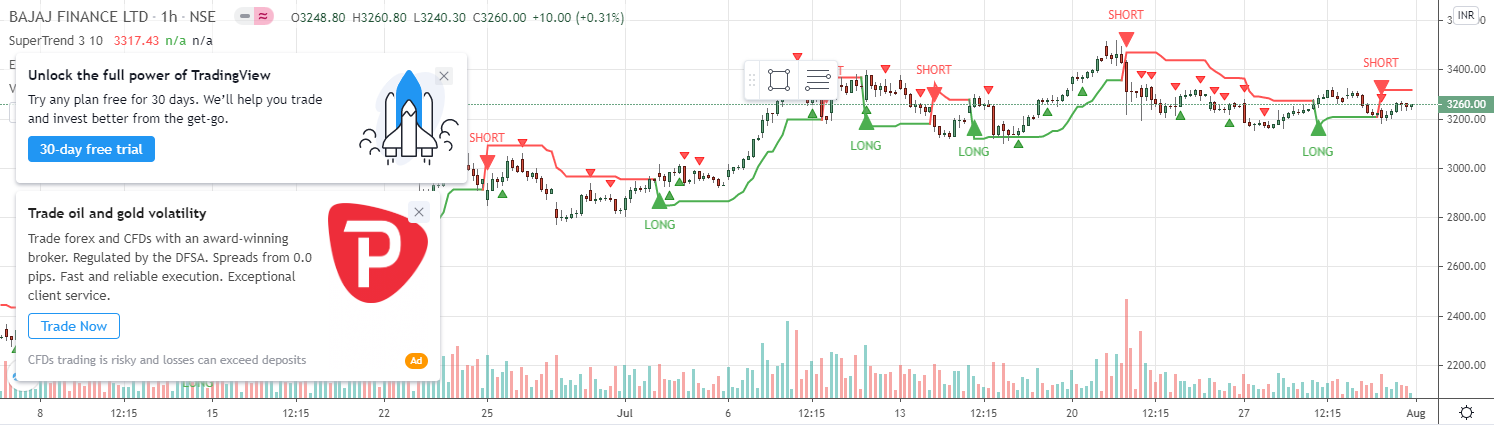 BAJAJ FINANCE LTD · 1h · NSE O3248.80 H3260.80 L3240.30 C3260.00 +10.00 (+0.31%)
INR
SuperTrend 3 10 3317.43 n/a n/a
Unlock the full power of TradingView
Try any plan free for 30 days. We'll help you trade
and invest better from the get-go.
30-day free trial
Trade oil and gold volatility
Trade forex and CFDs with an award-winning
broker. Regulated by the DFSA. Spreads from 0.0
pips. Fast and reliable execution. Exceptional
client service.
Trade Now
CFDs trading is risky and losses can exceed deposits
Ad
P
SHORT
LONG
LONG
SHORT
LONG
SHORT
LONG
SHORT
3400.00
3260.00
3200.00
3000.00
2800.00
2600.00
2400.00
2200.00
8 12:15 15 12:15 22 25 Jul 6 12:15 13 12:15 20 12:15 27 12:15 Aug